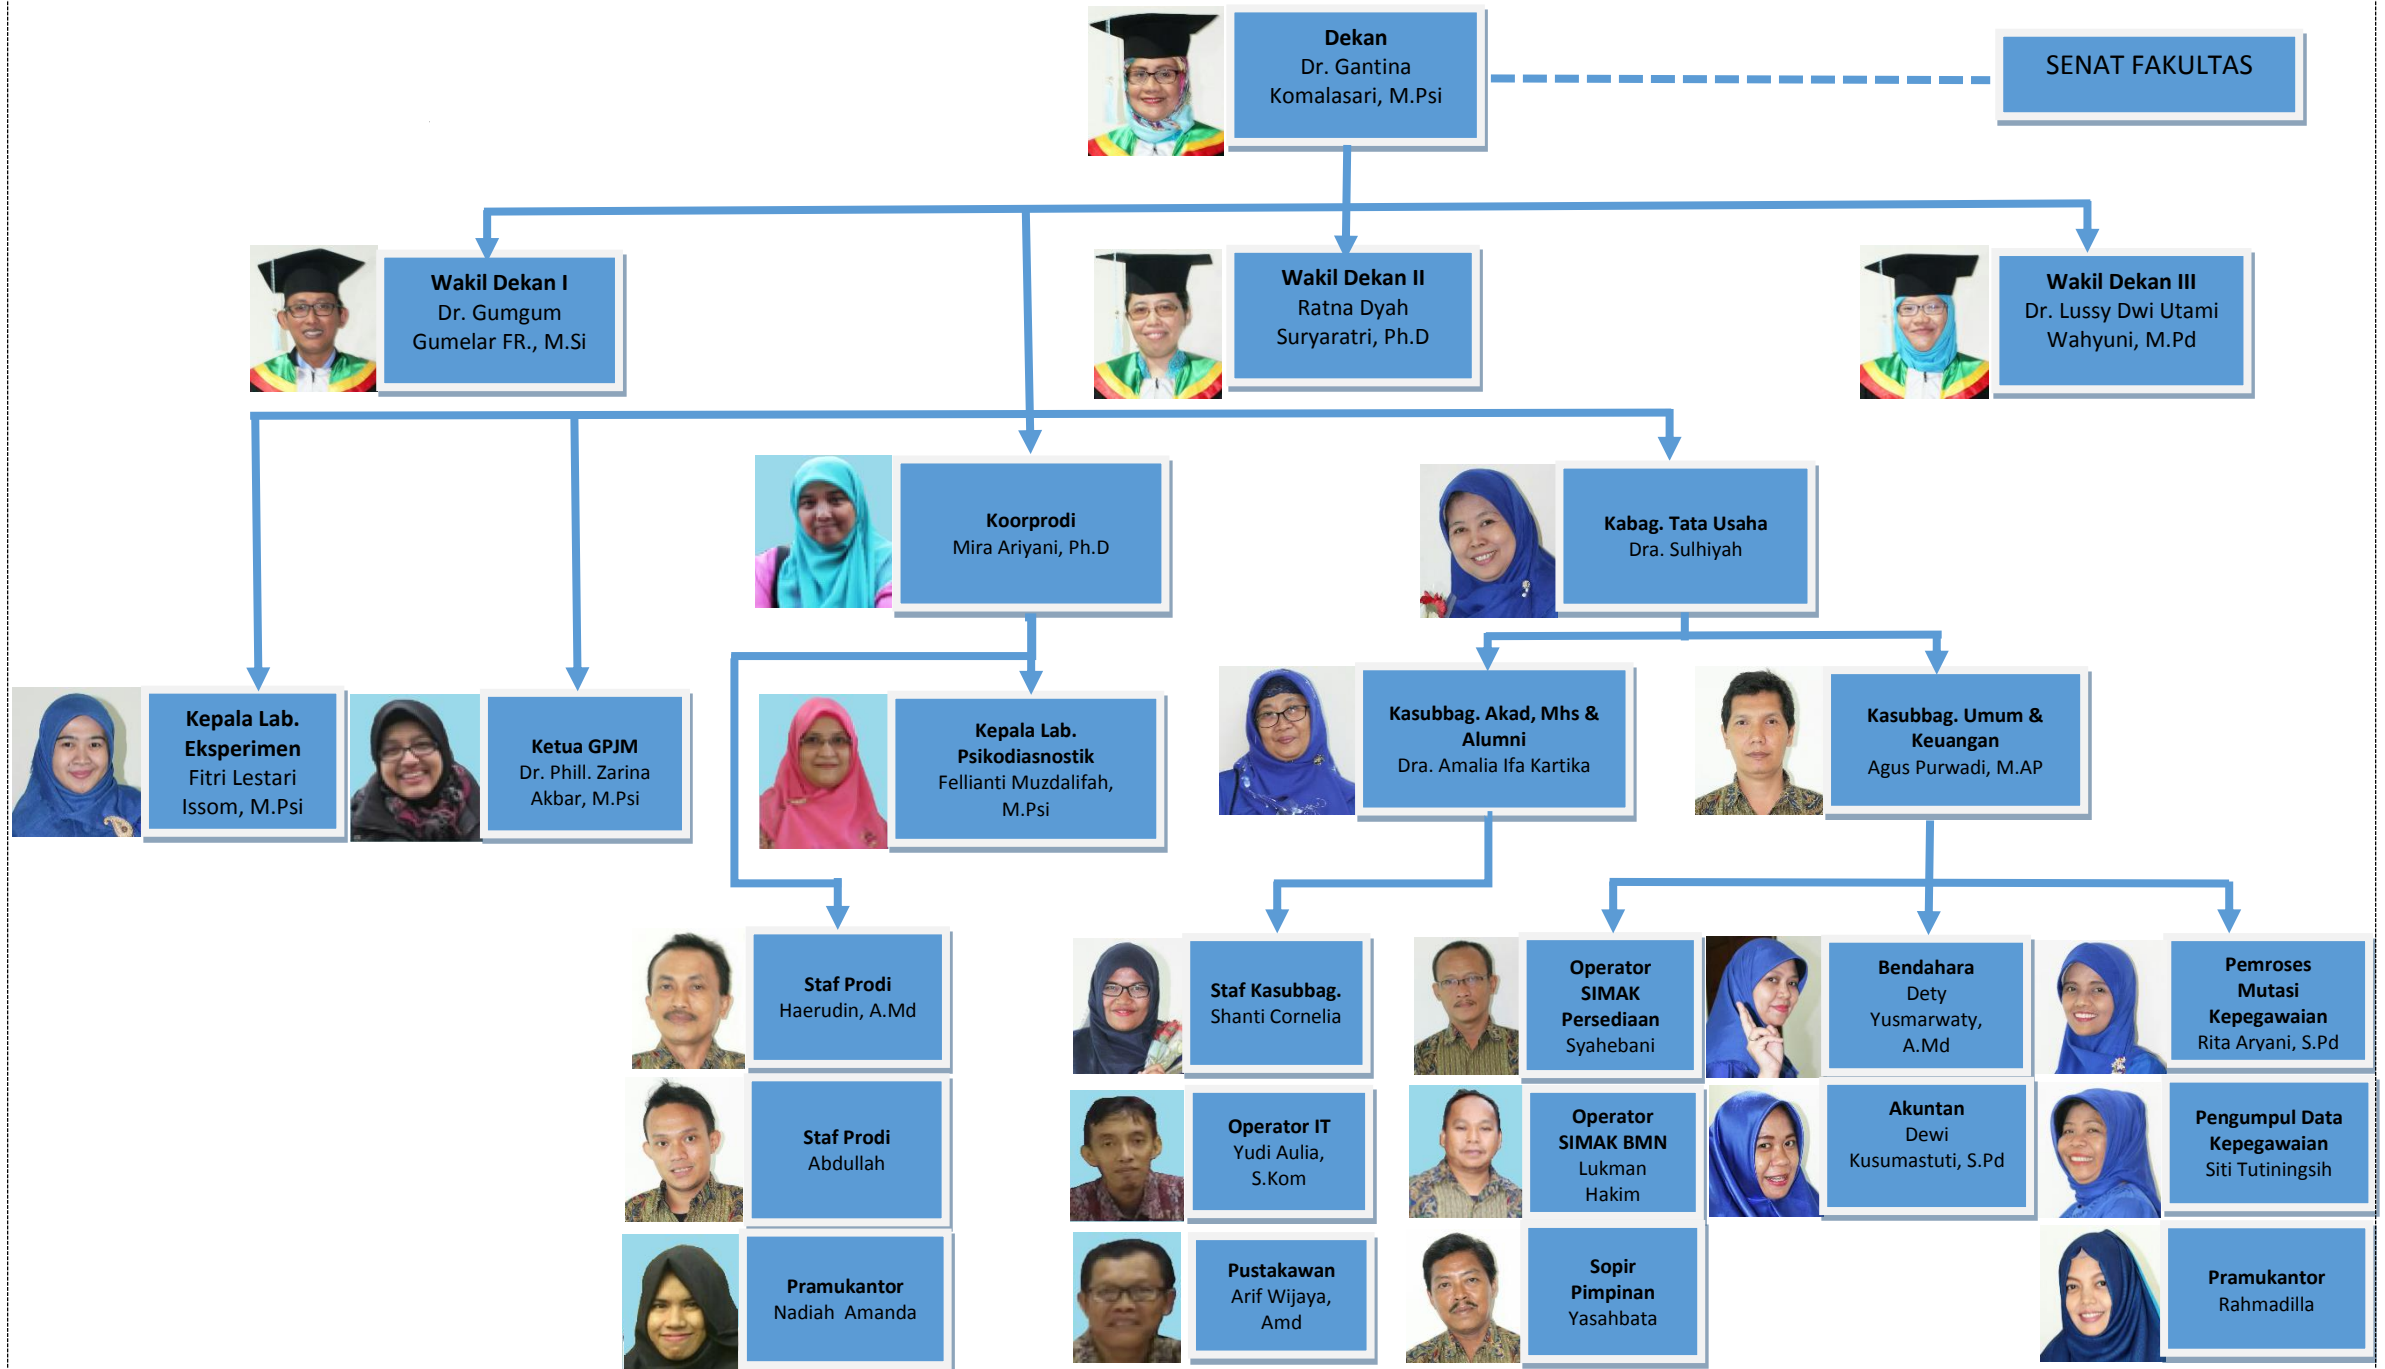 Dekan
Dr. Gantina
Komalasari, M.Psi
SENAT FAKULTAS
Wakil Dekan I
Dr. Gumgum
Gumelar FR., M.Si
Wakil Dekan II
Ratna Dyah
Suryaratri, Ph.D
Wakil Dekan III
Dr. Lussy Dwi Utami
Wahyuni, M.Pd
Koorprodi
Mira Ariyani, Ph.D
Kabag. Tata Usaha
Dra. Sulhiyah
Kepala Lab.
Eksperimen
Fitri Lestari
Issom, M.Psi
Ketua GPJM
Dr. Phill. Zarina
Akbar, M.Psi
Kepala Lab.
Psikodiasnostik
Fellianti Muzdalifah,
M.Psi
Kasubbag. Akad, Mhs &
Alumni
Dra. Amalia Ifa Kartika
Kasubbag. Umum &
Keuangan
Agus Purwadi, M.AP
Staf Prodi
Haerudin, A.Md
Staf Kasubbag.
Shanti Cornelia
Operator
SIMAK
Persediaan
Syahebani
Bendahara
Dety
Yusmarwaty,
A.Md
Pemroses
Mutasi
Kepegawaian
Rita Aryani, S.Pd
Staf Prodi
Abdullah
Operator IT
Yudi Aulia,
S.Kom
Operator
SIMAK BMN
Lukman
Hakim
Akuntan
Dewi
Kusumastuti, S.Pd
Pengumpul Data
Kepegawaian
Siti Tutiningsih
Pramukantor
Nadiah  Amanda
Pustakawan
Arif Wijaya,
Amd
Sopir
Pimpinan
Yasahbata
Pramukantor
Rahmadilla